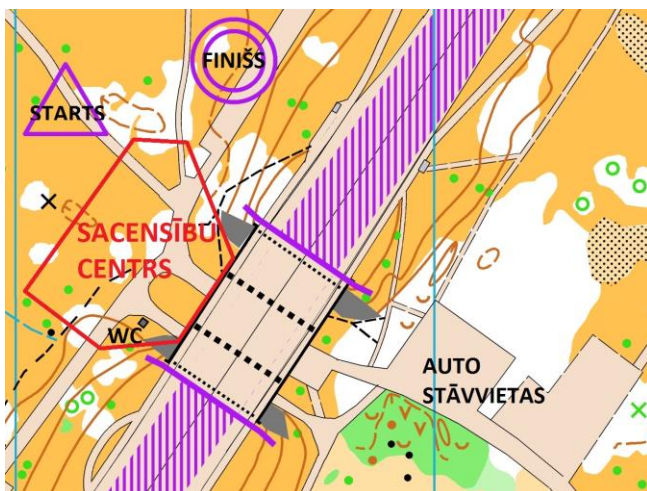 FINIŠS
STARTS
SACENSĪBU
CENTRS
WC
AUTO
STĀVVIETAS